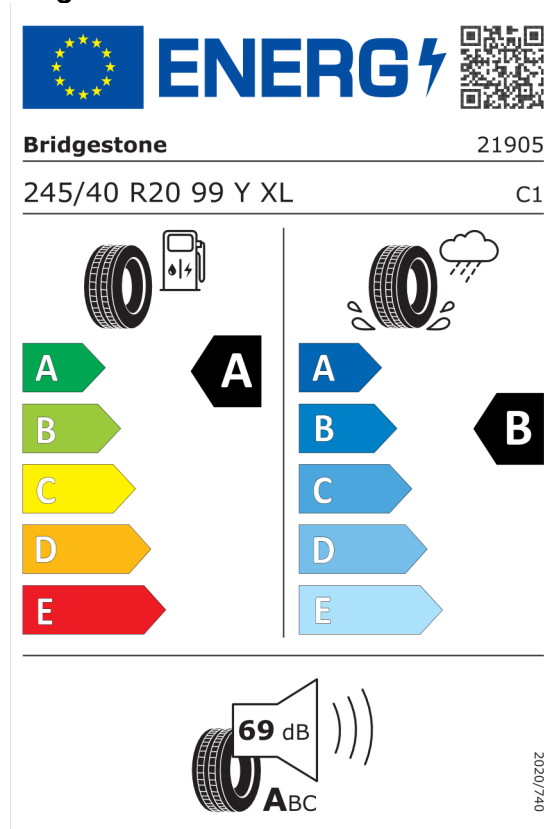 ENERG
Bridgestone 21905
245/40 R20 99 Y XL C1
A A A
B B B
C C
D D
E E
69 dB
ABC
2020/740